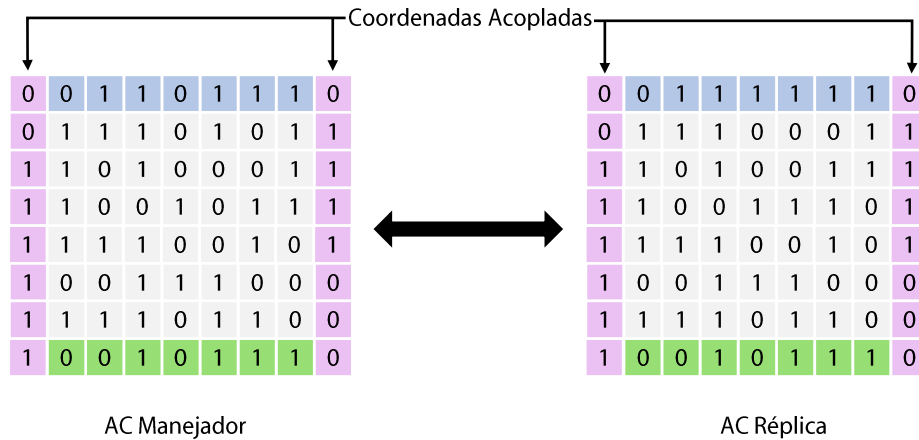 Coordenadas Acopladas
0 0 1 1 0 1 1 1 0 0 0 1 1 1 1 1 1 0
0 1 1 1 0 1 0 1 1 0 1 1 1 0 0 0 1 1
1 1 0 1 0 0 0 1 1 1 1 0 1 0 0 1 1 1
1 1 0 0 1 0 1 1 1 1 1 0 0 1 1 1 0 1
1 1 1 1 0 0 1 0 1 1 1 1 1 0 0 1 0 1
1 0 0 1 1 1 0 0 0 1 0 0 1 1 1 0 0 0
1 1 1 1 0 1 1 0 0 1 1 1 1 0 1 1 0 0
1 0 0 1 0 1 1 1 0 1 0 0 1 0 1 1 1 0
AC Manejador AC Réplica